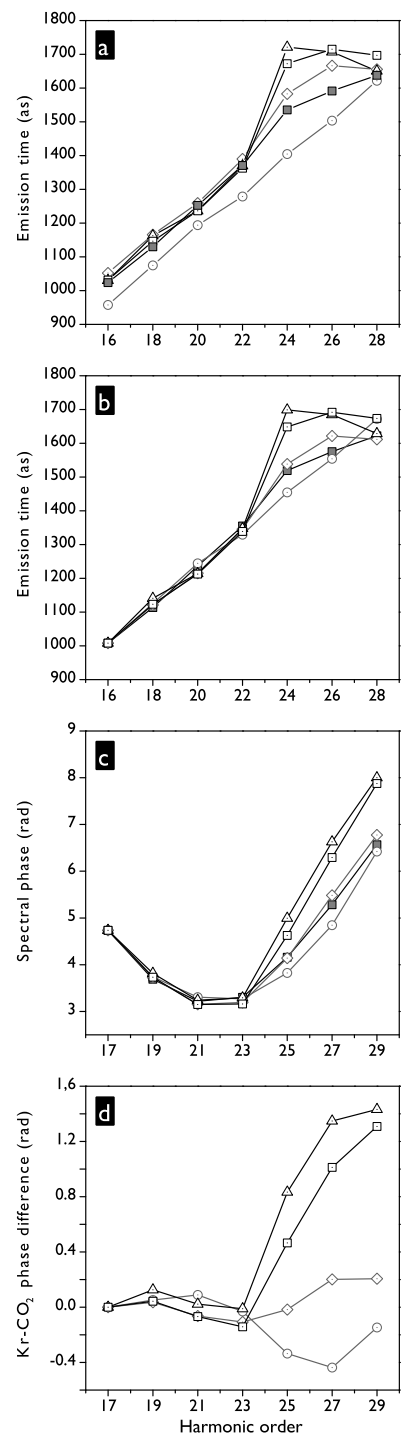 a
Emission time (as)
1800
1700
1600
1500
1400
1300
1200
1100
1000
900
16 18 20 22 24 26 28
b
Emission time (as)
1800
1700
1600
1500
1400
1300
1200
1100
1000
900
16 18 20 22 24 26 28
c
Spectral phase (rad)
9
8
7
6
5
4
3
17 19 21 23 25 27 29
d
Kr-CO₂ phase difference (rad)
1,6
1.2
0.8
0.4
0.0
-0.4
17 19 21 23 25 27 29
Harmonic order